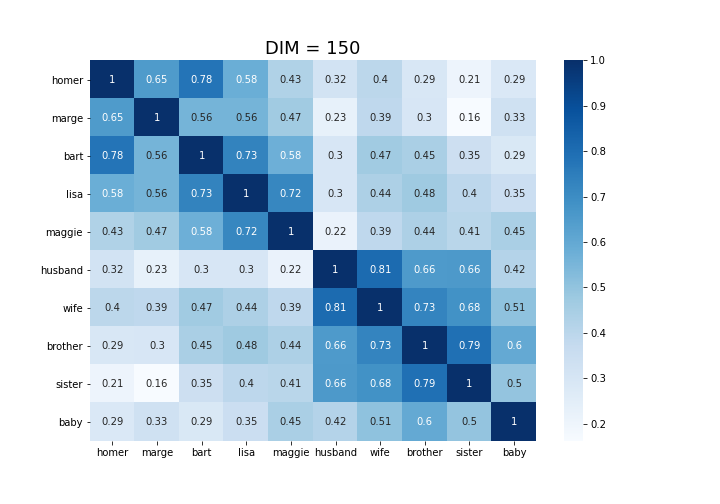 DIM = 150
homer 1 0.65 0.78 0.58 0.43 0.32 0.4 0.29 0.21 0.29
marge 0.65 1 0.56 0.56 0.47 0.23 0.39 0.3 0.16 0.33
bart 0.78 0.56 1 0.73 0.58 0.3 0.47 0.45 0.35 0.29
lisa 0.58 0.56 0.73 1 0.72 0.3 0.44 0.48 0.4 0.35
maggie 0.43 0.47 0.58 0.72 1 0.22 0.39 0.44 0.41 0.45
husband 0.32 0.23 0.3 0.3 0.22 1 0.81 0.66 0.66 0.42
wife 0.4 0.39 0.47 0.44 0.39 0.81 1 0.73 0.68 0.51
brother 0.29 0.3 0.45 0.48 0.44 0.66 0.73 1 0.79 0.6
sister 0.21 0.16 0.35 0.4 0.41 0.66 0.68 0.79 1 0.5
baby 0.29 0.33 0.29 0.35 0.45 0.42 0.51 0.6 0.5 1
homer marge bart lisa maggie husband wife brother sister baby
1.0
0.9
0.8
0.7
0.6
0.5
0.4
0.3
0.2